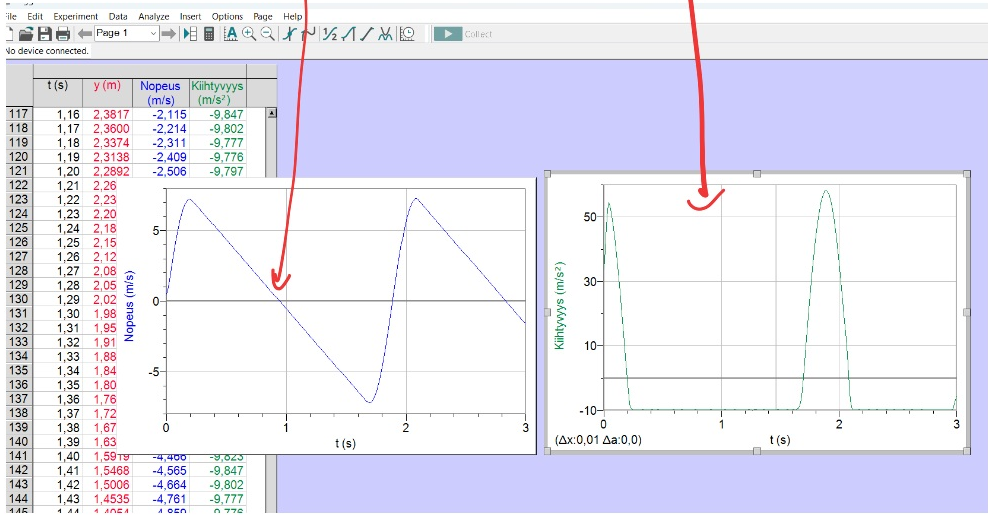 File Edit Experiment Data Analyze Insert Options Page Help
Page 1
Collect
No device connected.
t (s) y (m) Nopeus (m/s) Kiihtyvyys (m/s²)
117 1,16 2,3817 -2,115 -9,847
118 1,17 2,3600 -2,214 -9,802
119 1,18 2,3374 -2,311 -9,777
120 1,19 2,3138 -2,409 -9,776
121 1,20 2,2892 -2,506 -9,797
122 1,21 2,26
123 1,22 2,23
124 1,23 2,20
125 1,24 2,18
126 1,25 2,15
127 1,26 2,12
128 1,27 2,08
129 1,28 2,05
130 1,29 2,02
131 1,30 1,98
132 1,31 1,95
133 1,32 1,91
134 1,33 1,88
135 1,34 1,84
136 1,35 1,80
137 1,36 1,76
138 1,37 1,72
139 1,38 1,67
140 1,39 1,63
141 1,40 1,5919 -4,466 -9,823
142 1,41 1,5468 -4,565 -9,847
143 1,42 1,5006 -4,664 -9,802
144 1,43 1,4535 -4,761 -9,777
145 1,44 1,4054 -4,859 -9,776
Nopeus (m/s)
5
0
-5
0 1 2 3
t (s)
Kiihtyvyys (m/s²)
50
30
10
-10
0 1 2 3
(Δx:0,01 Δa:0,0) t (s)